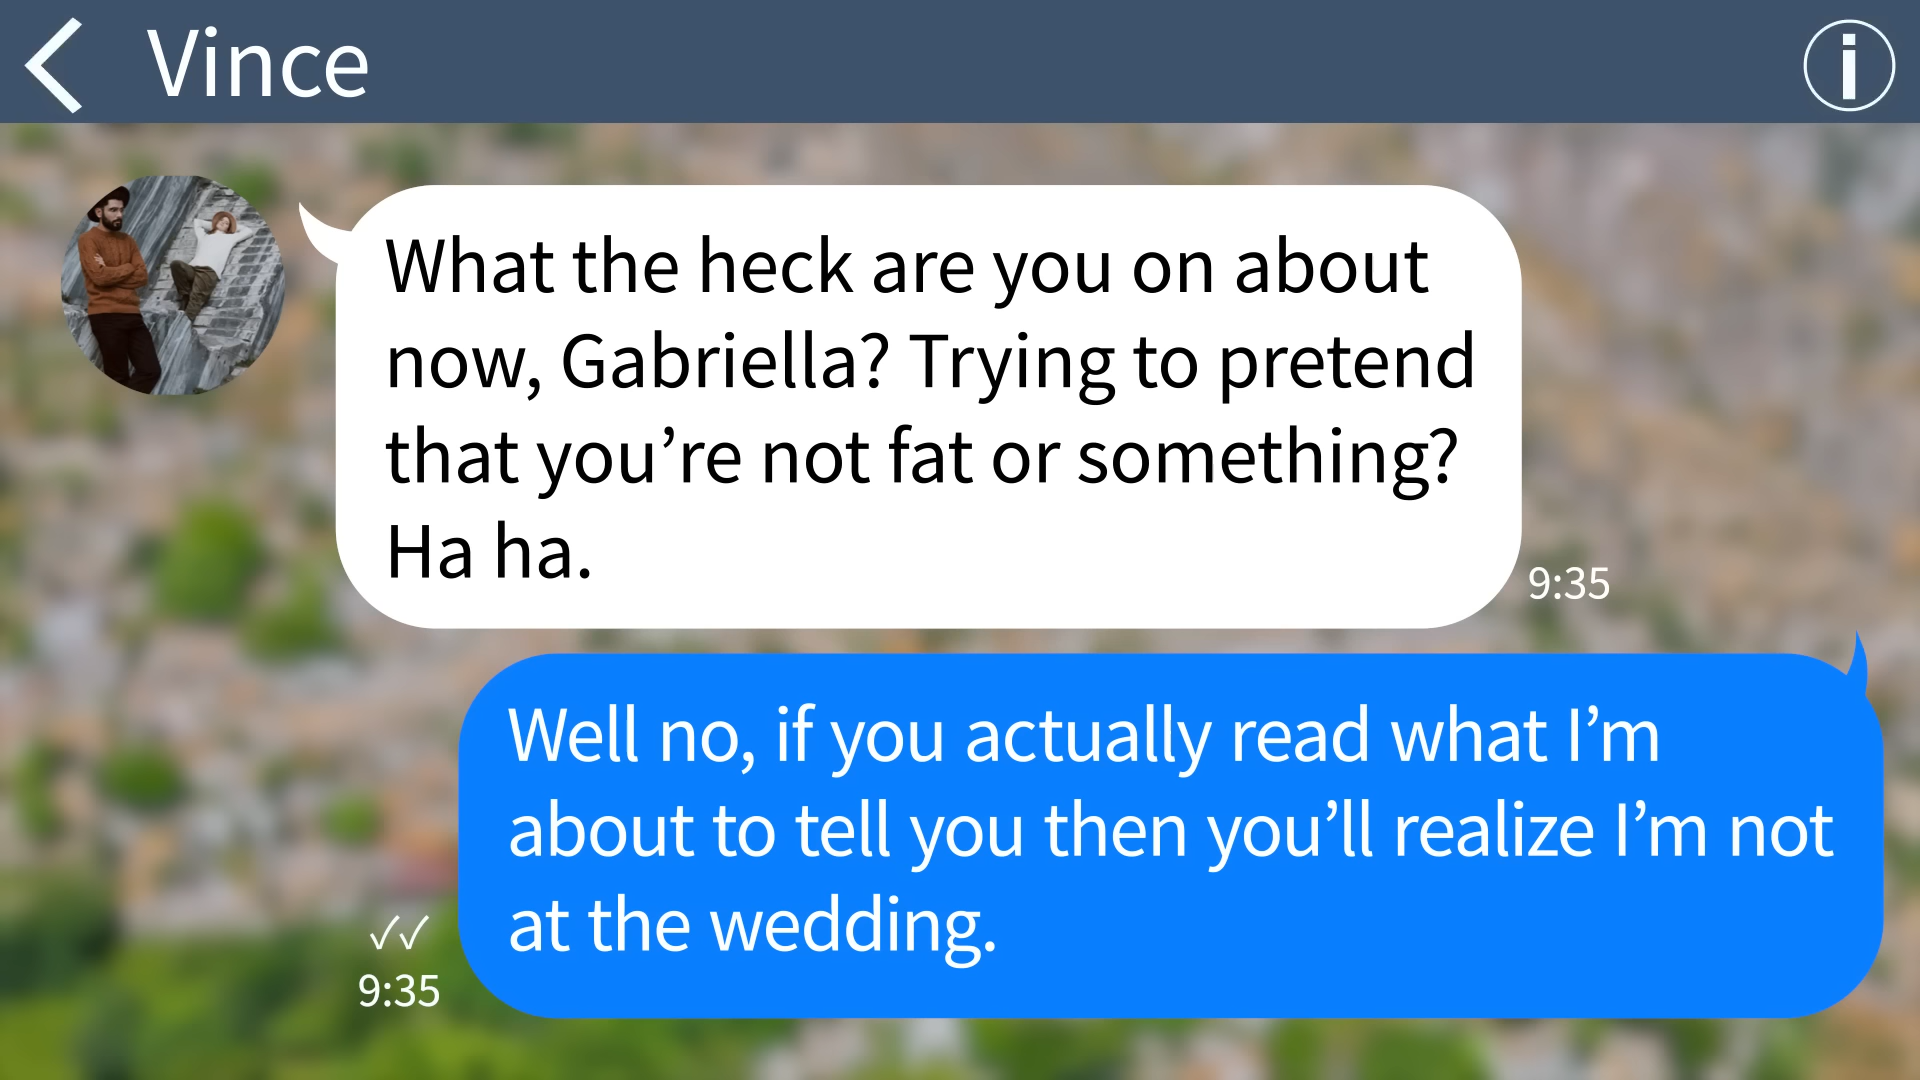 Vince
What the heck are you on about
now, Gabriella? Trying to pretend
that you’re not fat or something?
Ha ha.
9:35
Well no, if you actually read what I’m
about to tell you then you’ll realize I’m not
at the wedding.
9:35